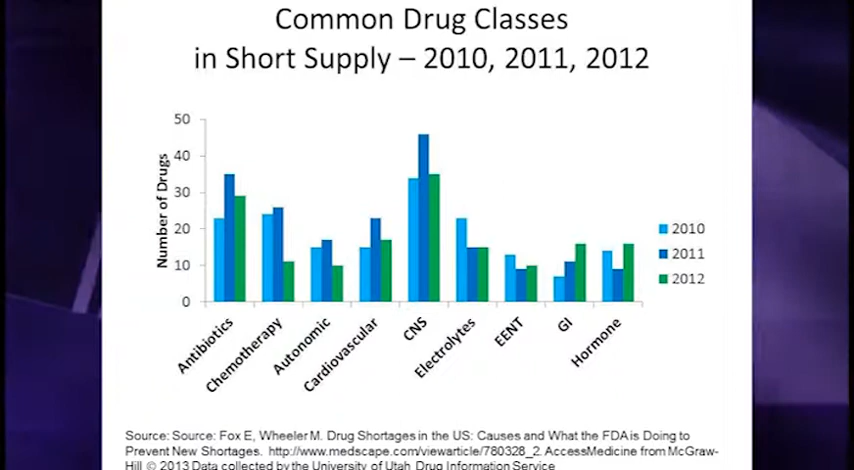 Common Drug Classes
in Short Supply – 2010, 2011, 2012
50
40
30
20
10
0
Number of Drugs
Antibiotics
Chemotherapy
Autonomic
Cardiovascular
CNS
Electrolytes
EENT
GI
Hormone
2010
2011
2012
Source: Source: Fox E, Wheeler M. Drug Shortages in the US: Causes and What the FDA is Doing to
Prevent New Shortages. http://www.medscape.com/viewarticle/780328_2. AccessMedicine from McGraw-
Hill © 2013 Data collected by the University of Utah Drug Information Service